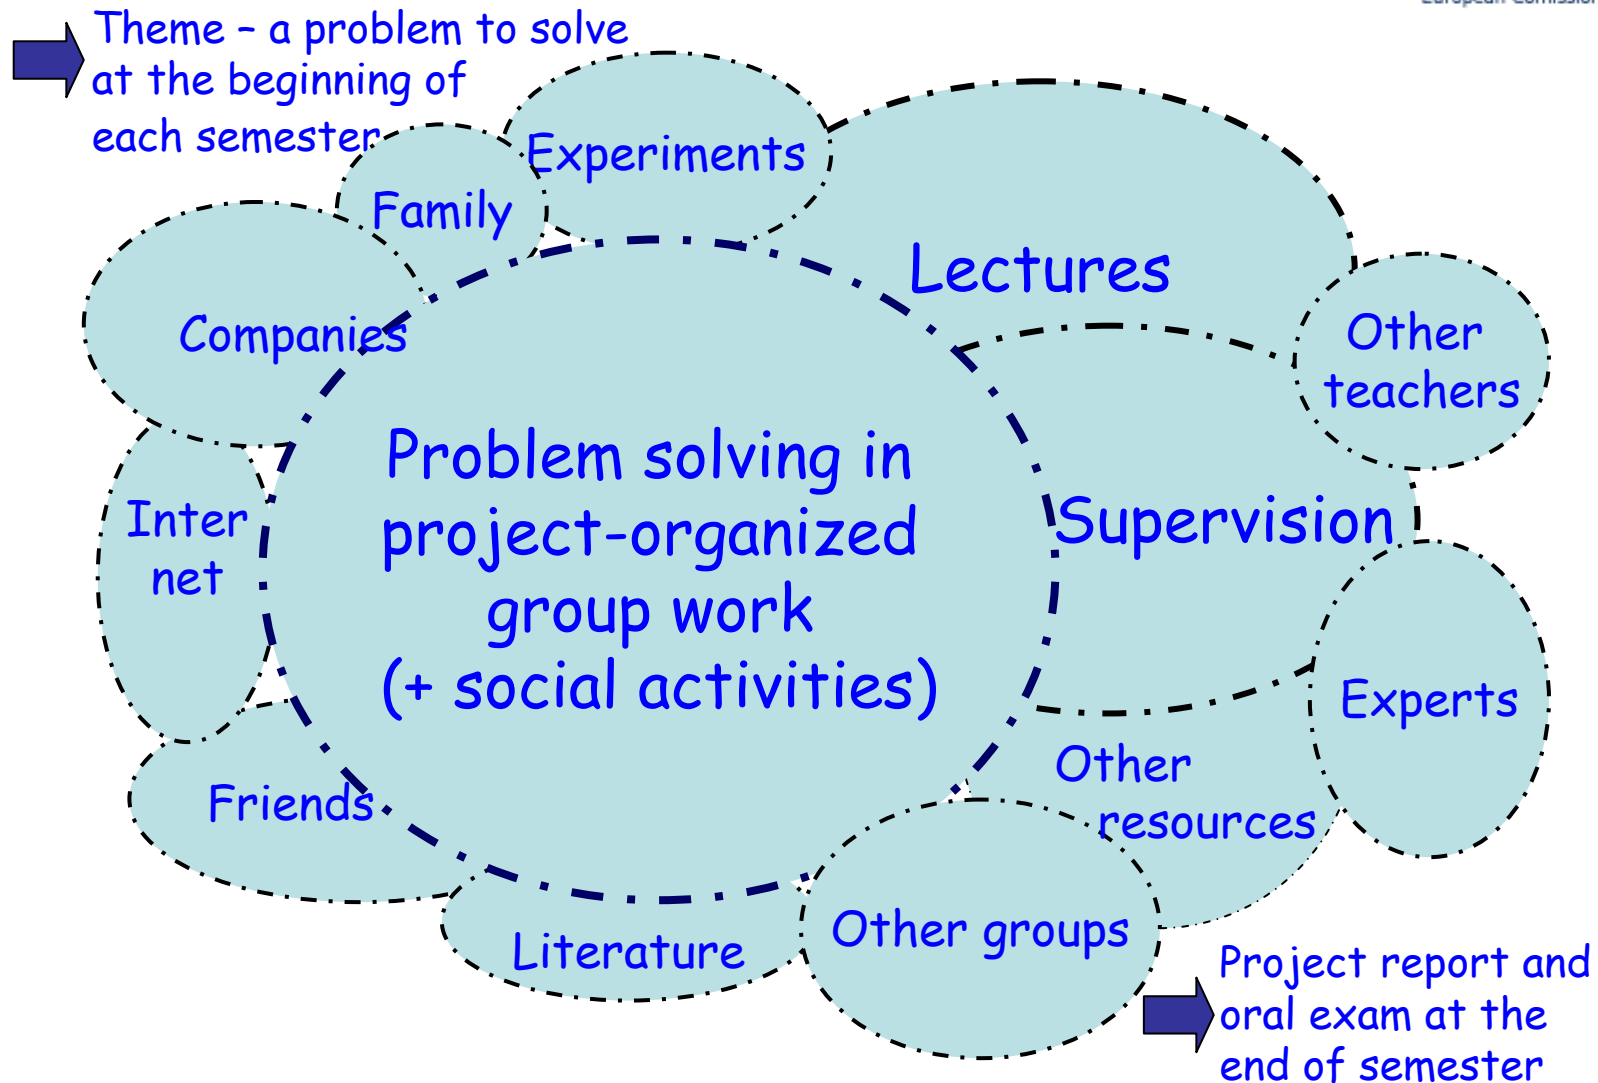 European Comission
Theme – a problem to solve
at the beginning of
each semester
Experiments
Family
Lectures
Companies
Other
teachers
Problem solving in
project-organized
group work
(+ social activities)
Supervision
Inter
net
Experts
Other
resources
Friends
Other groups
Literature
Project report and
oral exam at the
end of semester